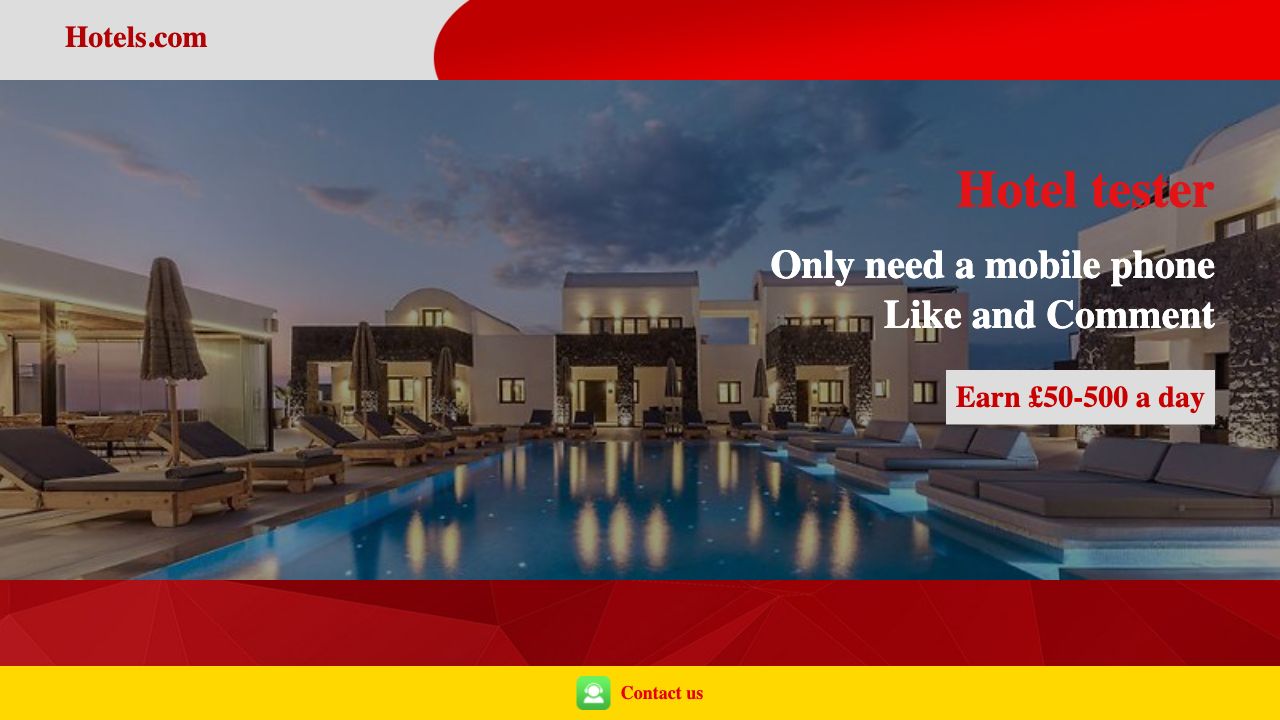 Hotels.com
Hotel tester
Only need a mobile phone
Like and Comment
Earn £50-500 a day
Contact us